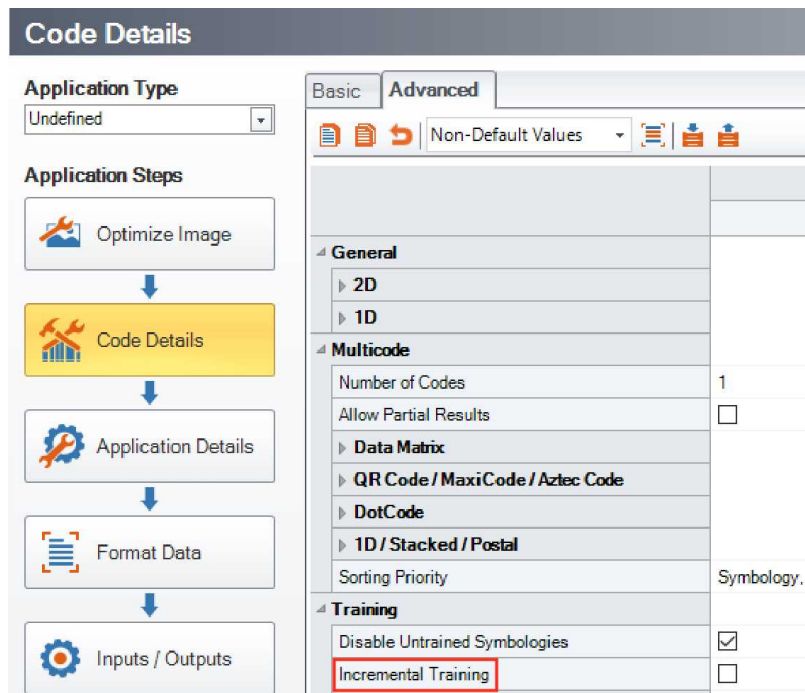 Code Details
Application Type
Undefined
Application Steps
Optimize Image
Code Details
Application Details
Format Data
Inputs / Outputs
Basic
Advanced
Non-Default Values
General
2D
1D
Multicode
Number of Codes 1
Allow Partial Results
Data Matrix
QR Code / MaxiCode / Aztec Code
DotCode
1D / Stacked / Postal
Sorting Priority Symbology,
Training
Disable Untrained Symbologies
Incremental Training